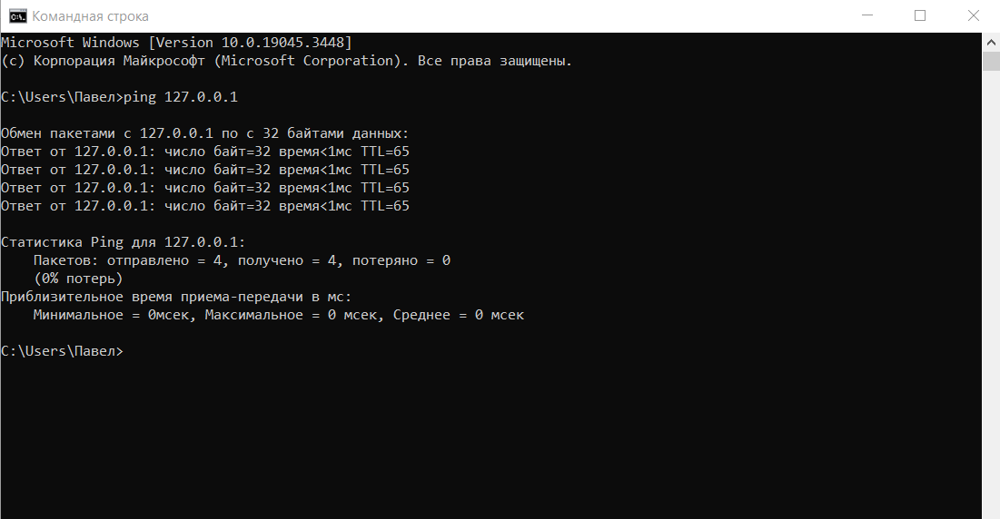 Командная строка
Microsoft Windows [Version 10.0.19045.3448]
(c) Корпорация Майкрософт (Microsoft Corporation). Все права защищены.
C:\Users\Павел>ping 127.0.0.1
Обмен пакетами с 127.0.0.1 по с 32 байтами данных:
Ответ от 127.0.0.1: число байт=32 время<1мс TTL=65
Ответ от 127.0.0.1: число байт=32 время<1мс TTL=65
Ответ от 127.0.0.1: число байт=32 время<1мс TTL=65
Ответ от 127.0.0.1: число байт=32 время<1мс TTL=65
Статистика Ping для 127.0.0.1:
Пакетов: отправлено = 4, получено = 4, потеряно = 0
(0% потерь)
Приблизительное время приема-передачи в мс:
Минимальное = 0мсек, Максимальное = 0 мсек, Среднее = 0 мсек
C:\Users\Павел>